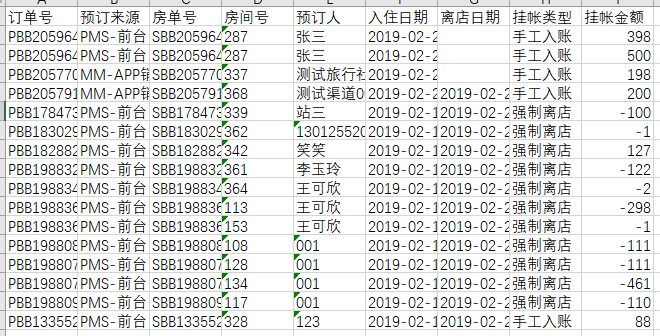 订单号 预订来源 房单号 房间号 预订人 入住日期 离店日期 挂帐类型 挂帐金额
PBB205964 PMS-前台 SBB205964 287 张三 2019-02-2 手工入账 398
PBB205964 PMS-前台 SBB205964 287 张三 2019-02-2 手工入账 500
PBB205770 MM-APP销 SBB205770 337 测试旅行社 2019-02-2 手工入账 198
PBB205791 MM-APP销 SBB205791 368 测试渠道00 2019-02-2 2019-02-2 手工入账 200
PBB178473 PMS-前台 SBB178473 339 站三 2019-02-1 2019-02-2 强制离店 -100
PBB183029 PMS-前台 SBB183029 362 130125520 2019-02-1 2019-02-2 强制离店 -1
PBB182882 PMS-前台 SBB182882 342 笑笑 2019-02-1 2019-02-2 强制离店 127
PBB198832 PMS-前台 SBB198832 361 李玉玲 2019-02-1 2019-02-2 强制离店 -122
PBB198834 PMS-前台 SBB198834 364 王可欣 2019-02-1 2019-02-2 强制离店 -2
PBB198836 PMS-前台 SBB198836 113 王可欣 2019-02-1 2019-02-2 强制离店 -298
PBB198836 PMS-前台 SBB198836 153 王可欣 2019-02-1 2019-02-2 强制离店 -1
PBB198808 PMS-前台 SBB198808 108 001 2019-02-1 2019-02-2 强制离店 -111
PBB198807 PMS-前台 SBB198807 128 001 2019-02-1 2019-02-2 强制离店 -111
PBB198807 PMS-前台 SBB198807 134 001 2019-02-1 2019-02-2 强制离店 -461
PBB198809 PMS-前台 SBB198809 117 001 2019-02-1 2019-02-2 强制离店 -110
PBB133552 PMS-前台 SBB133552 328 123 2019-02-1 2019-02-1 手工入账 88